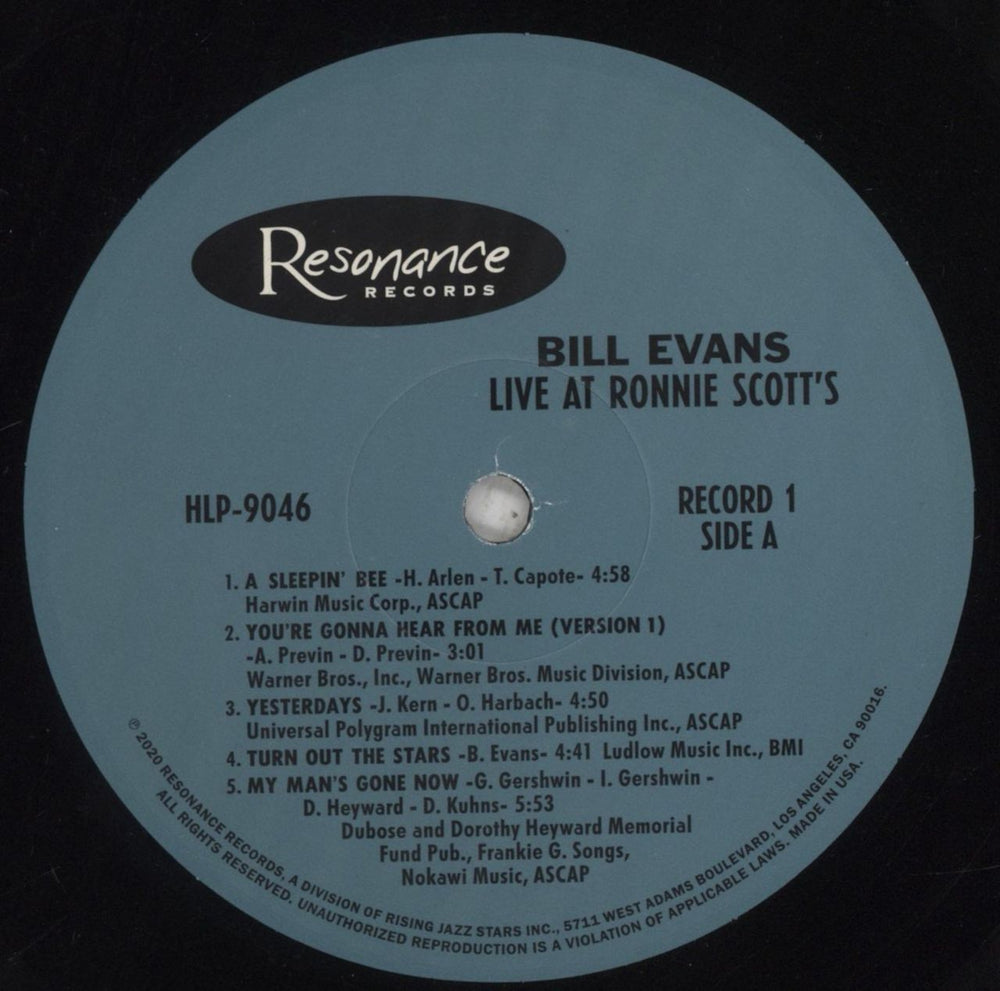 Resonance
RECORDS
BILL EVANS
LIVE AT RONNIE SCOTT'S
HLP-9046
RECORD 1
SIDE A
1. A SLEEPIN' BEE -H. Arlen - T. Capote- 4:58
Harwin Music Corp., ASCAP
2. YOU'RE GONNA HEAR FROM ME (VERSION 1)
-A. Previn - D. Previn- 3:01
Warner Bros., Inc., Warner Bros. Music Division, ASCAP
3. YESTERDAYS -J. Kern - O. Harbach- 4:50
Universal Polygram International Publishing Inc., ASCAP
4. TURN OUT THE STARS -B. Evans- 4:41 Ludlow Music Inc., BMI
5. MY MAN'S GONE NOW -G. Gershwin - I. Gershwin -
D. Heyward - D. Kuhns- 5:53
Dubose and Dorothy Heyward Memorial
Fund Pub., Frankie G. Songs,
Nokawi Music, ASCAP
℗ 2020 RESONANCE RECORDS, A DIVISION OF RISING JAZZ STARS INC., 5711 WEST ADAMS BOULEVARD, LOS ANGELES, CA 90016.
ALL RIGHTS RESERVED. UNAUTHORIZED REPRODUCTION IS A VIOLATION OF APPLICABLE LAWS. MADE IN USA.